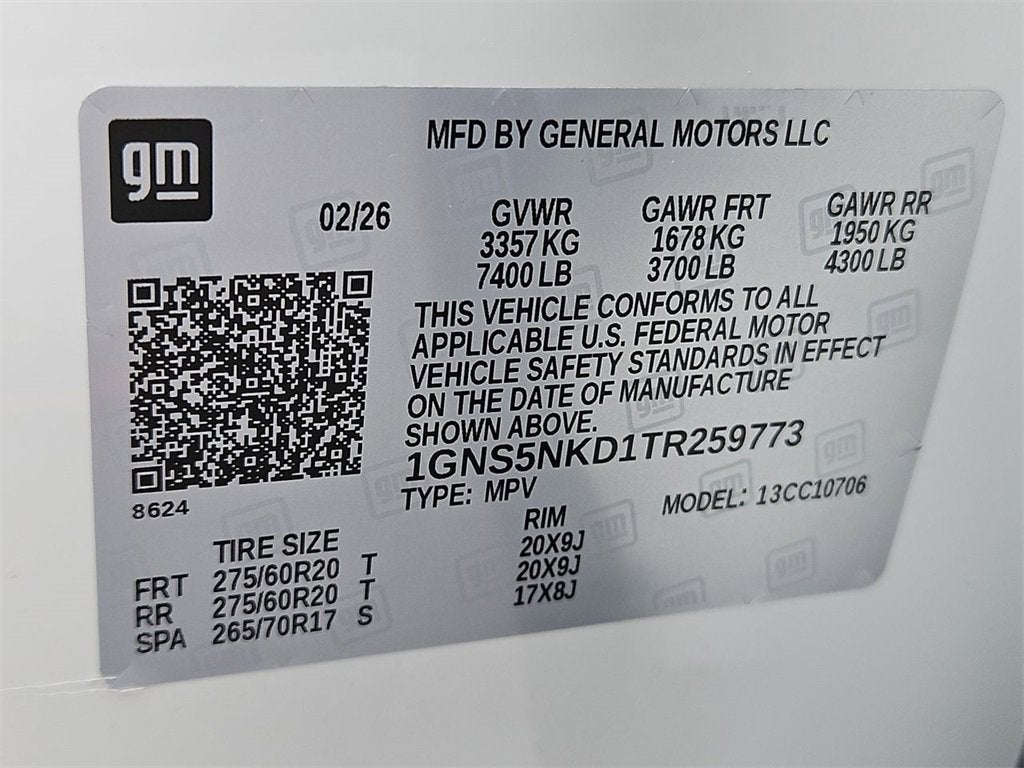 gm
MFD BY GENERAL MOTORS LLC
02/26 GVWR GAWR FRT GAWR RR
3357 KG 1678 KG 1950 KG
7400 LB 3700 LB 4300 LB
THIS VEHICLE CONFORMS TO ALL
APPLICABLE U.S. FEDERAL MOTOR
VEHICLE SAFETY STANDARDS IN EFFECT
ON THE DATE OF MANUFACTURE
SHOWN ABOVE.
1GNS5NKD1TR259773
TYPE: MPV MODEL: 13CC10706
8624
TIRE SIZE RIM
FRT 275/60R20 T 20X9J
RR 275/60R20 T 20X9J
SPA 265/70R17 S 17X8J